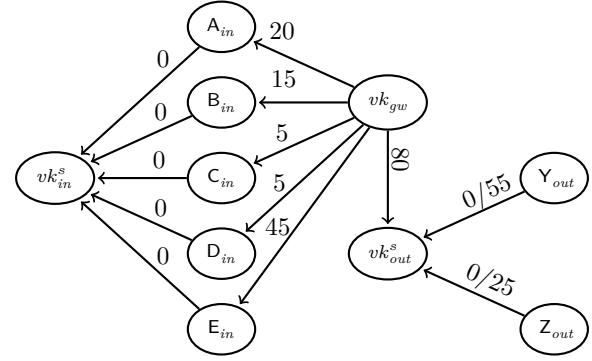 A_in
20
0
15
B_in
vk_gw
0
5
0
C_in
80
vk^s_in
5
0/55
Y_out
0
45
D_in
vk^s_out
0
0/25
E_in
Z_out